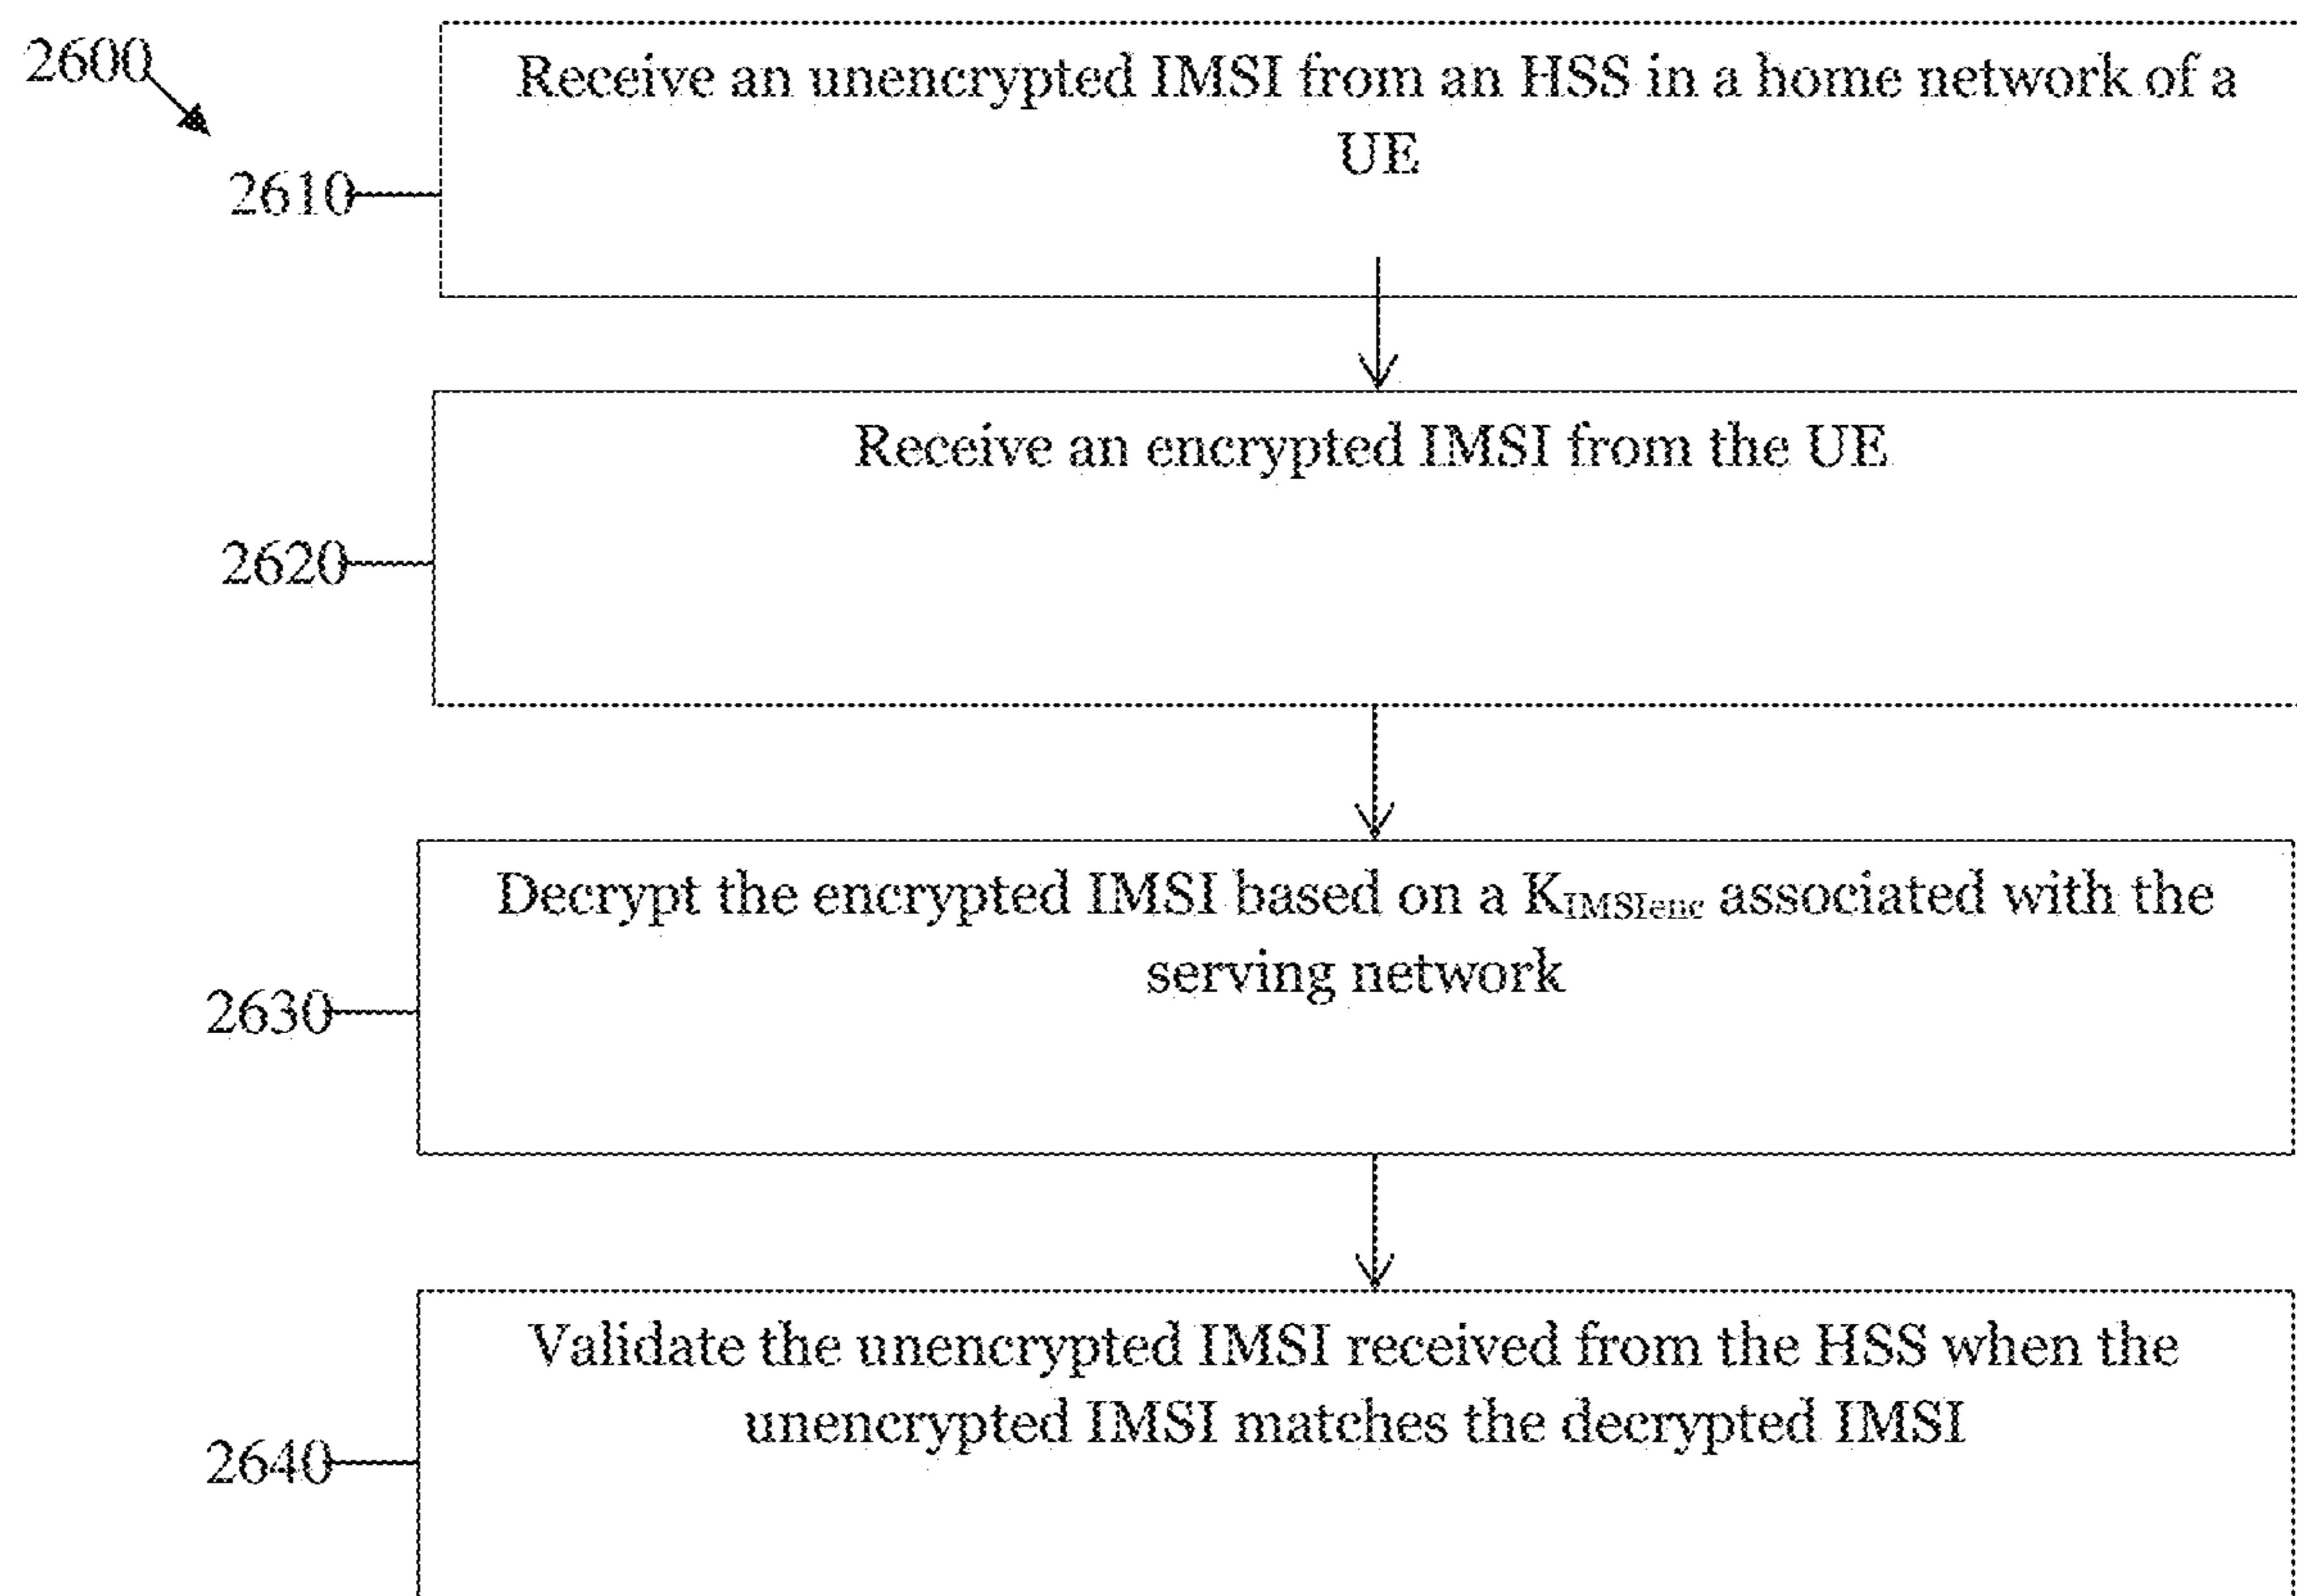 2600
Receive an unencrypted IMSI from an HSS in a home network of a
UE
2610
Receive an encrypted IMSI from the UE
2620
Decrypt the encrypted IMSI based on a KIMSIenc associated with the
serving network
2630
Validate the unencrypted IMSI received from the HSS when the
unencrypted IMSI matches the decrypted IMSI
2640